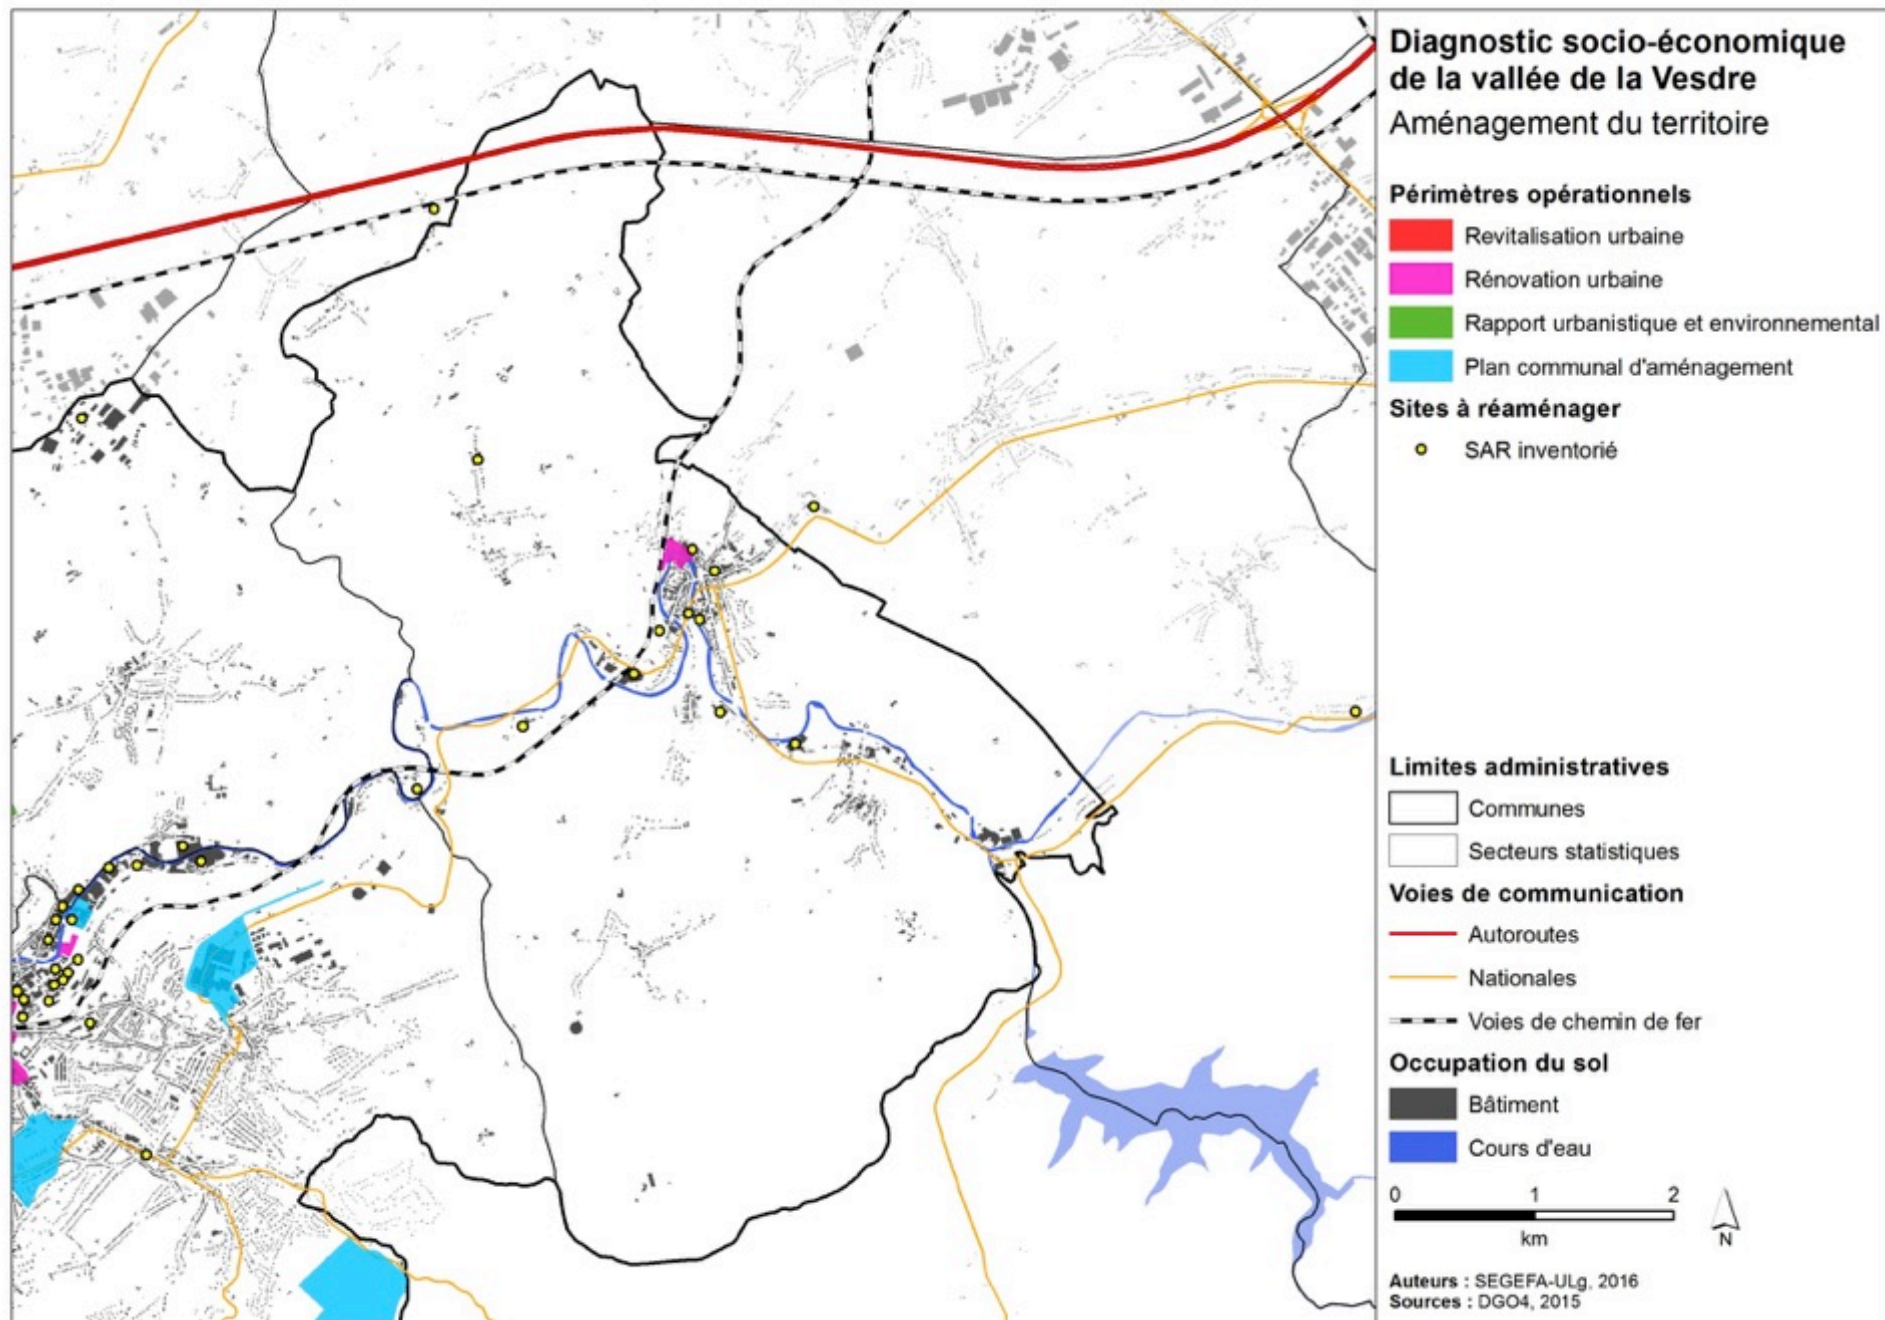 Diagnostic socio-économique
de la vallée de la Vesdre
Aménagement du territoire
Périmètres opérationnels
Revitalisation urbaine
Rénovation urbaine
Rapport urbanistique et environnemental
Plan communal d'aménagement
Sites à réaménager
SAR inventorié
Limites administratives
Communes
Secteurs statistiques
Voies de communication
Autoroutes
Nationales
Voies de chemin de fer
Occupation du sol
Bâtiment
Cours d'eau
0 1 2
km
N
Auteurs : SEGEFA-ULg, 2016
Sources : DGO4, 2015